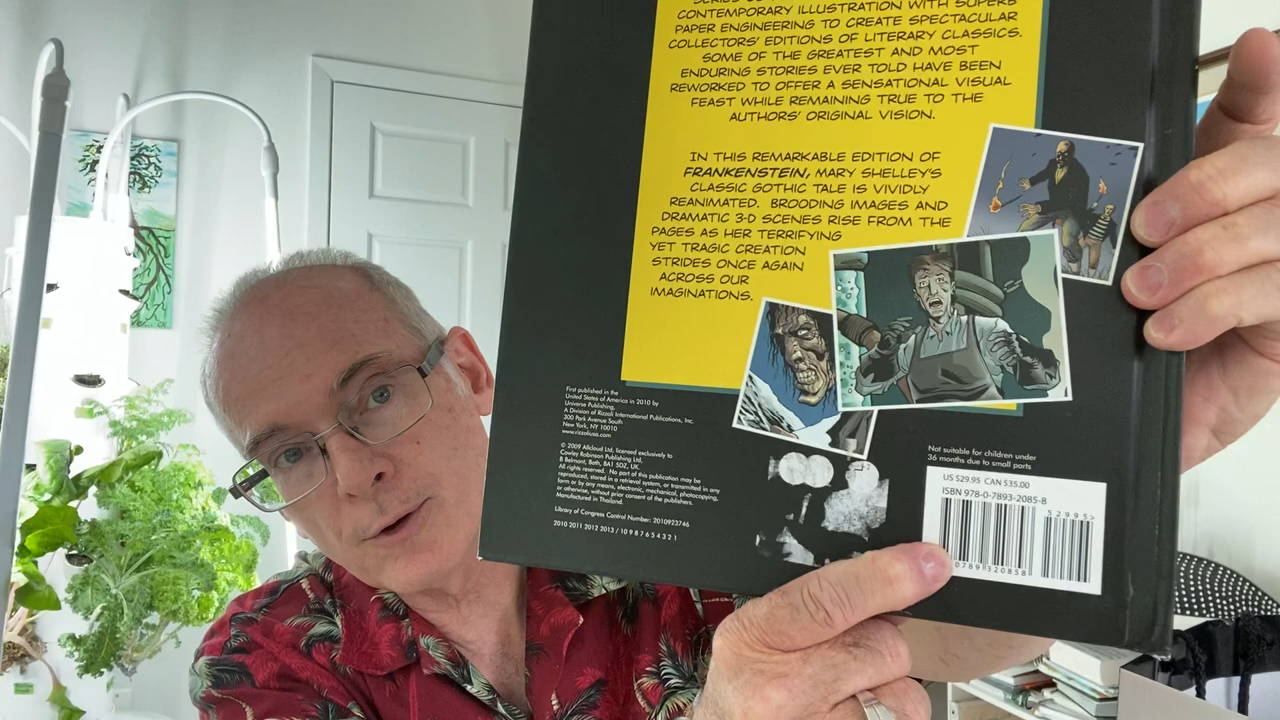 CONTEMPORARY ILLUSTRATION WITH SUPERB
PAPER ENGINEERING TO CREATE SPECTACULAR
COLLECTORS' EDITIONS OF LITERARY CLASSICS.
SOME OF THE GREATEST AND MOST
ENDURING STORIES EVER TOLD HAVE BEEN
REWORKED TO OFFER A SENSATIONAL VISUAL
FEAST WHILE REMAINING TRUE TO THE
AUTHORS' ORIGINAL VISION.
IN THIS REMARKABLE EDITION OF
FRANKENSTEIN, MARY SHELLEY'S
CLASSIC GOTHIC TALE IS VIVIDLY
REANIMATED. BROODING IMAGES AND
DRAMATIC 3-D SCENES RISE FROM THE
PAGES AS HER TERRIFYING
YET TRAGIC CREATION
STRIDES ONCE AGAIN
ACROSS OUR
IMAGINATIONS.
First published in the
United States of America in 2010 by
Universe Publishing,
A Division of Rizzoli International Publications, Inc.
300 Park Avenue South
New York, NY 10010
www.rizzoliusa.com
© 2009 Allcloud Ltd, licensed exclusively to
Cowley Robinson Publishing Ltd,
8 Belmont, Bath, BA1 5DZ, UK.
All rights reserved. No part of this publication may be
reproduced, stored in a retrieval system, or transmitted in any
form or by any means, electronic, mechanical, photocopying,
or otherwise, without prior consent of the publishers.
Manufactured in Thailand.
Library of Congress Control Number: 2010923746
2010 2011 2012 2013 / 10 9 8 7 6 5 4 3 2 1
Not suitable for children under
36 months due to small parts
US $29.95 CAN $35.00
ISBN 978-0-7893-2085-8
5 2 9 9 5 >
0789 320858